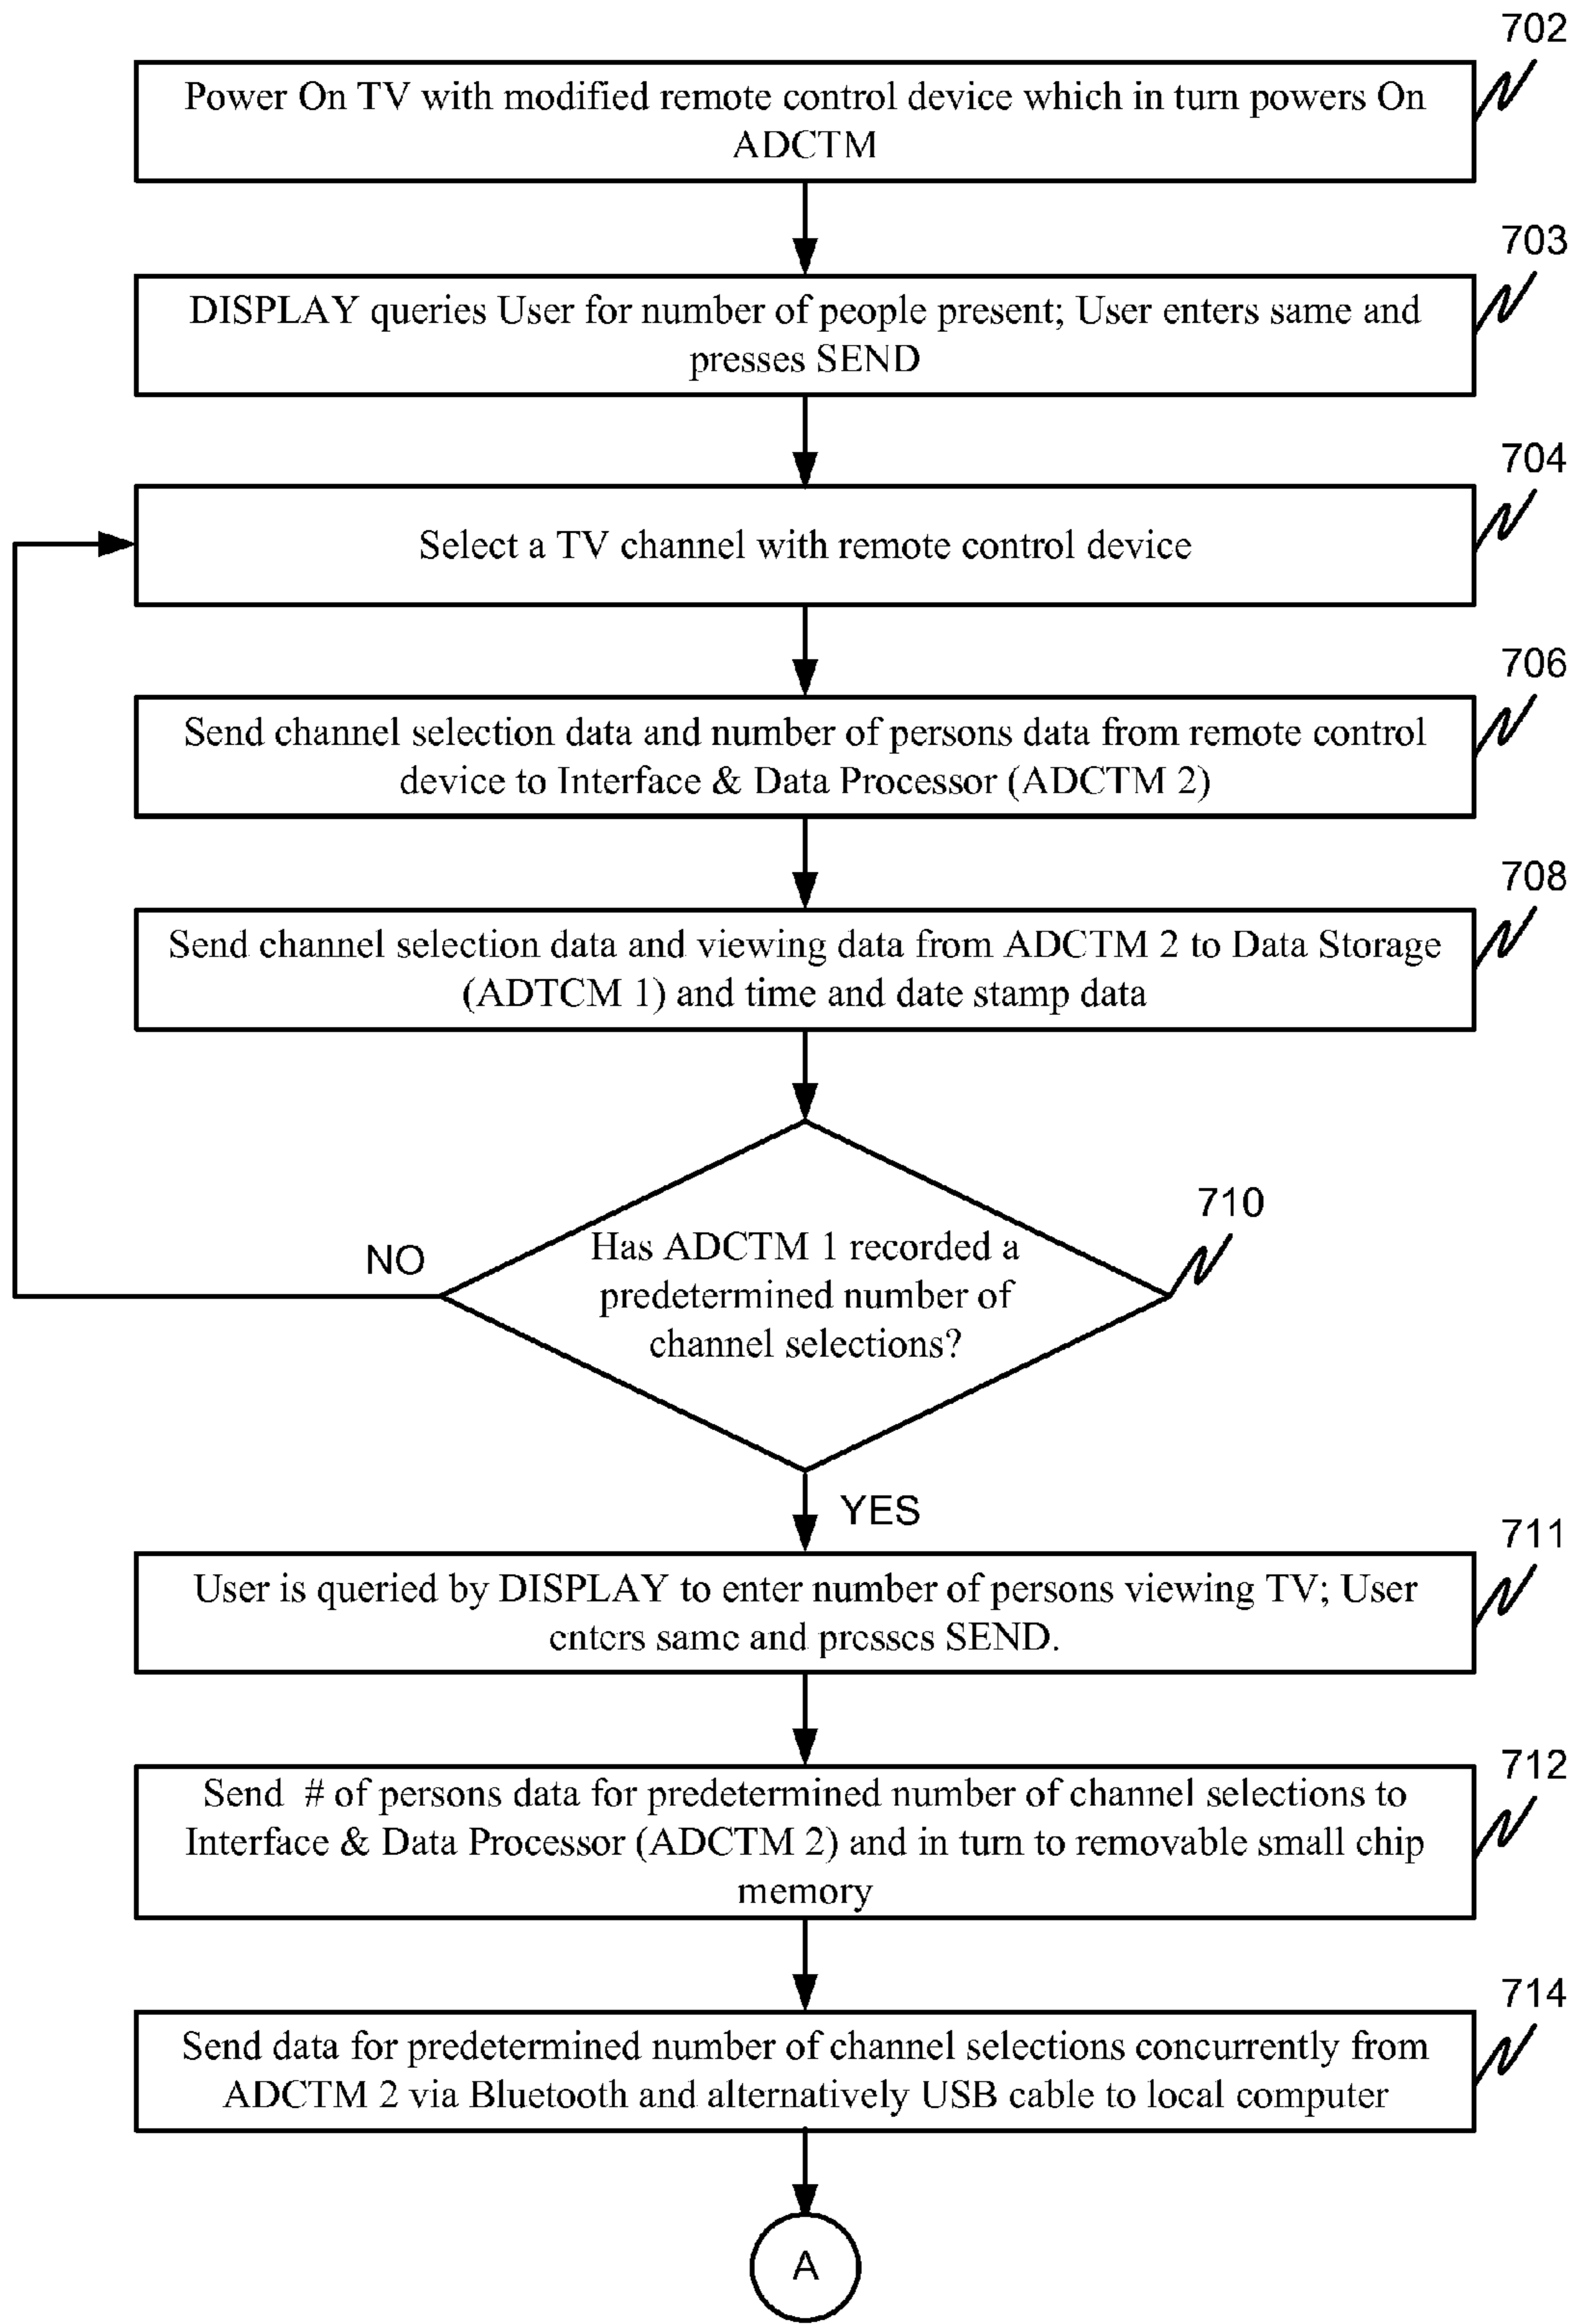 702
Power On TV with modified remote control device which in turn powers On
ADCTM
703
DISPLAY queries User for number of people present; User enters same and
presses SEND
704
Select a TV channel with remote control device
706
Send channel selection data and number of persons data from remote control
device to Interface & Data Processor (ADCTM 2)
708
Send channel selection data and viewing data from ADCTM 2 to Data Storage
(ADTCM 1) and time and date stamp data
710
NO
Has ADCTM 1 recorded a
predetermined number of
channel selections?
YES
711
User is queried by DISPLAY to enter number of persons viewing TV; User
enters same and presses SEND.
712
Send # of persons data for predetermined number of channel selections to
Interface & Data Processor (ADCTM 2) and in turn to removable small chip
memory
714
Send data for predetermined number of channel selections concurrently from
ADCTM 2 via Bluetooth and alternatively USB cable to local computer
A